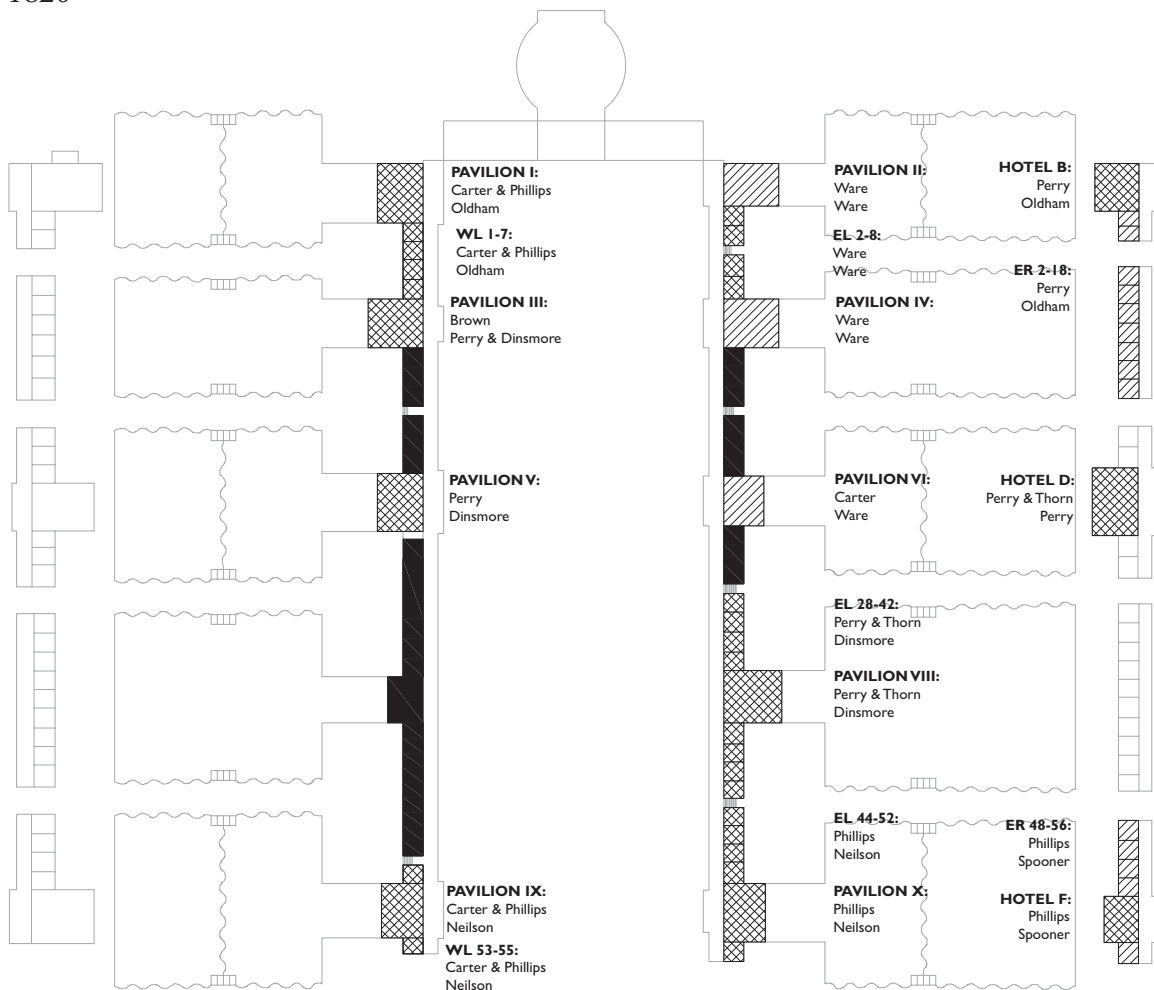 1820
PAVILION I:
Carter & Phillips
Oldham
WL 1-7:
Carter & Phillips
Oldham
PAVILION III:
Brown
Perry & Dinsmore
PAVILION V:
Perry
Dinsmore
PAVILION IX:
Carter & Phillips
Neilson
WL 53-55:
Carter & Phillips
Neilson
PAVILION II:
Ware
Ware
EL 2-8:
Ware
Ware
PAVILION IV:
Ware
Ware
PAVILION VI:
Carter
Ware
EL 28-42:
Perry & Thorn
Dinsmore
PAVILION VIII:
Perry & Thorn
Dinsmore
EL 44-52:
Phillips
Neilson
PAVILION X:
Phillips
Neilson
HOTEL B:
Perry
Oldham
ER 2-18:
Perry
Oldham
HOTEL D:
Perry & Thorn
Perry
ER 48-56:
Phillips
Spooner
HOTEL F:
Phillips
Spooner